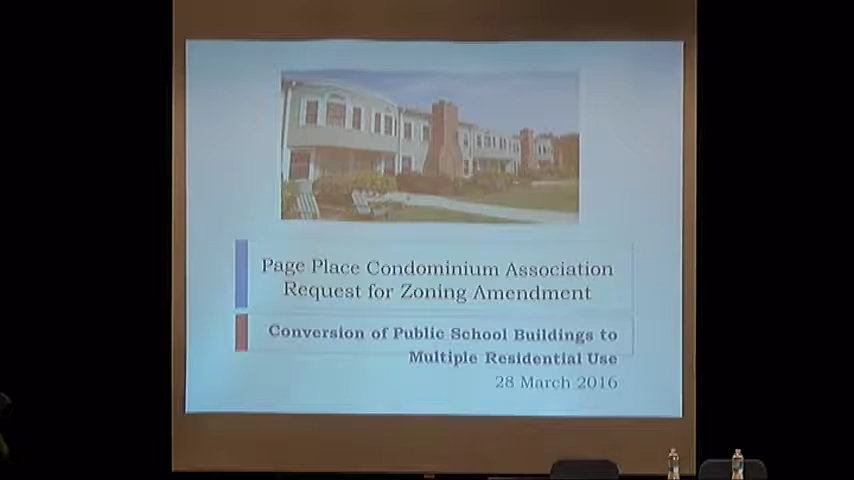 Page Place Condominium Association
Request for Zoning Amendment
Conversion of Public School Buildings to
Multiple Residential Use
28 March 2016